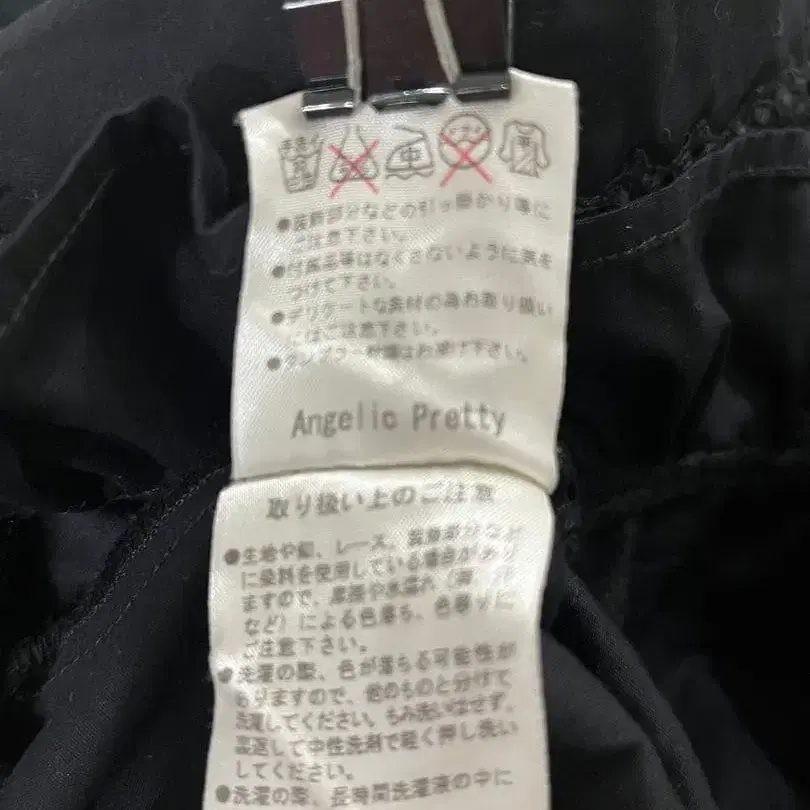 手洗い
中
平
●装飾部分などの引っ掛かり等に
ご注意下さい。
●付属品等はなくさないように気を
つけて下さい。
●デリケートな素材の為お取り扱い
にはご注意下さい。
●タンブラー乾燥はお避け下さい。
Angelic Pretty
取り扱い上のご注意
●生地や釦、レース、装飾部分など
に染料を使用している場合があり
ますので、摩擦や水濡れ（雨、汗
など）による色落ち、色移りに
ご注意下さい。
●洗濯の際、色が落ちる可能性が
ありますので、他のものと分けて
洗濯してください。もみ洗いはせず、
裏返して中性洗剤で軽く押し洗い
してください。
●洗濯の際、長時間洗濯液の中に